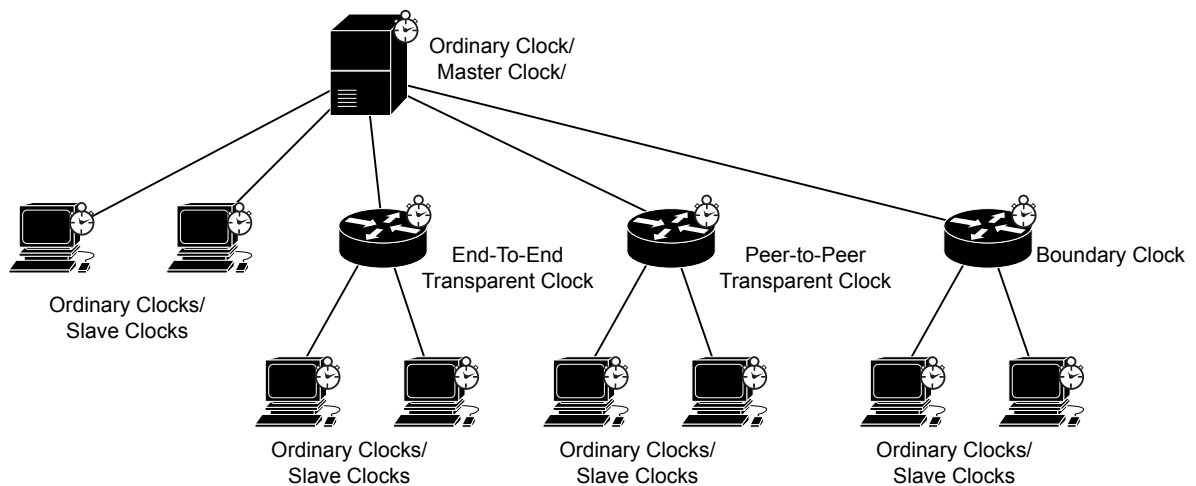 Ordinary Clock/
Master Clock/
End-To-End
Transparent Clock
Peer-to-Peer
Transparent Clock
Boundary Clock
Ordinary Clocks/
Slave Clocks
Ordinary Clocks/
Slave Clocks
Ordinary Clocks/
Slave Clocks
Ordinary Clocks/
Slave Clocks